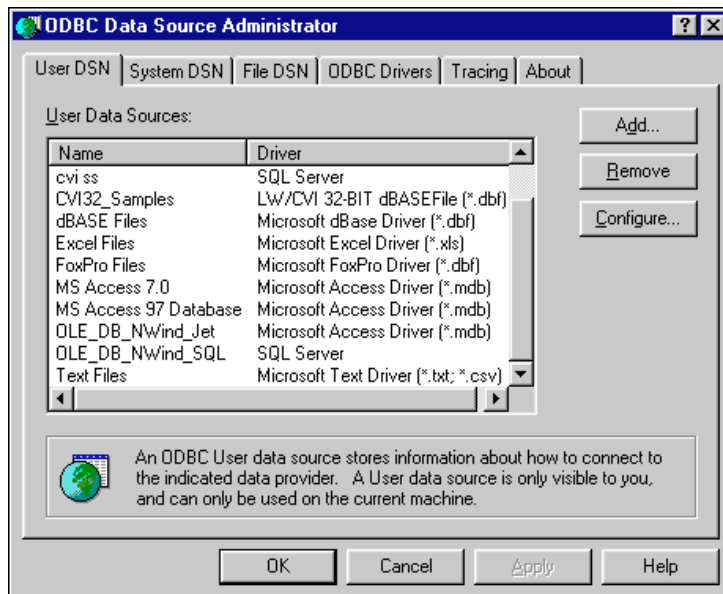 ODBC Data Source Administrator
User DSN System DSN File DSN ODBC Drivers Tracing About
User Data Sources:
Name Driver
cvi ss SQL Server
CVI32_Samples LW/CVI 32-BIT dBASEFile (*.dbf)
dBASE Files Microsoft dBase Driver (*.dbf)
Excel Files Microsoft Excel Driver (*.xls)
FoxPro Files Microsoft FoxPro Driver (*.dbf)
MS Access 7.0 Microsoft Access Driver (*.mdb)
MS Access 97 Database Microsoft Access Driver (*.mdb)
OLE_DB_NWind_Jet Microsoft Access Driver (*.mdb)
OLE_DB_NWind_SQL SQL Server
Text Files Microsoft Text Driver (*.txt; *.csv)
Add...
Remove
Configure...
An ODBC User data source stores information about how to connect to
the indicated data provider. A User data source is only visible to you,
and can only be used on the current machine.
OK Cancel Apply Help